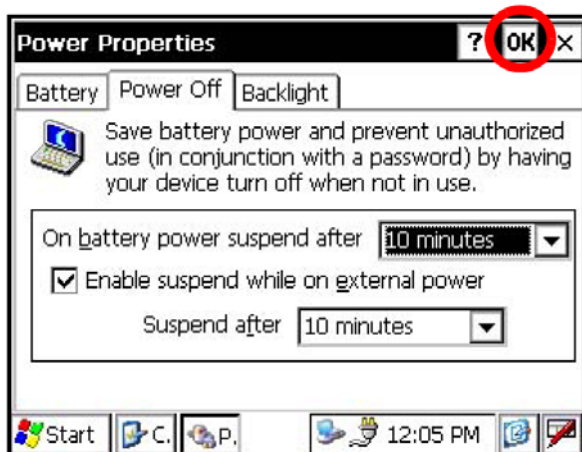 Power Properties ? OK ×
Battery Power Off Backlight
Save battery power and prevent unauthorized
use (in conjunction with a password) by having
your device turn off when not in use.
On battery power suspend after 10 minutes
Enable suspend while on external power
Suspend after 10 minutes
Start C. P. 12:05 PM